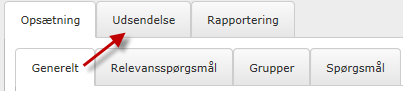 Opsætning Udsendelse Rapportering
Generelt Relevansspørgsmål Grupper Spørgsmål